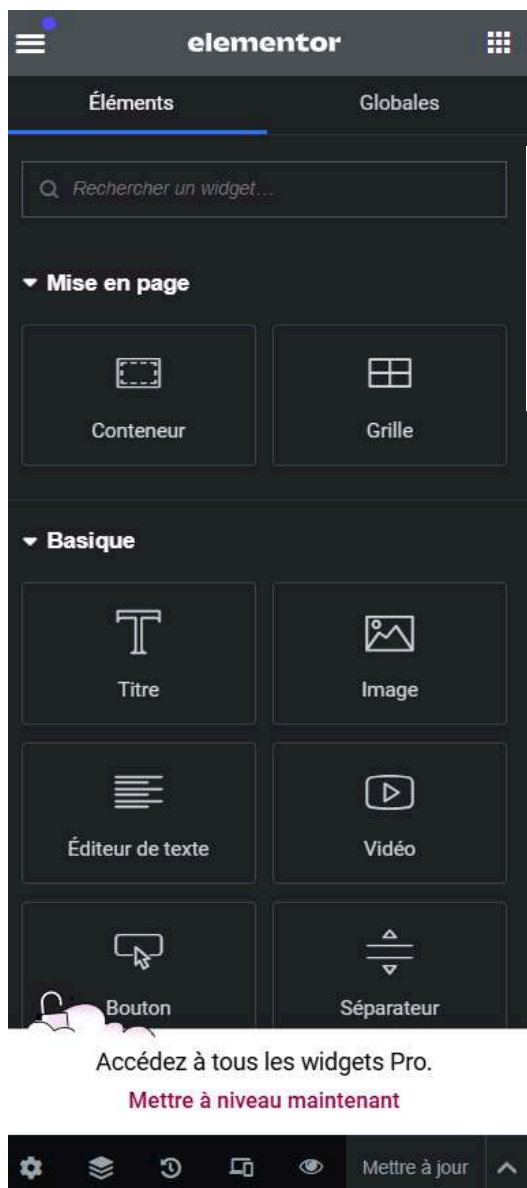 elementor
Éléments
Globales
Rechercher un widget...
Mise en page
Conteneur
Grille
Basique
Titre
Image
Éditeur de texte
Vidéo
Bouton
Séparateur
Accédez à tous les widgets Pro.
Mettre à niveau maintenant
Mettre à jour